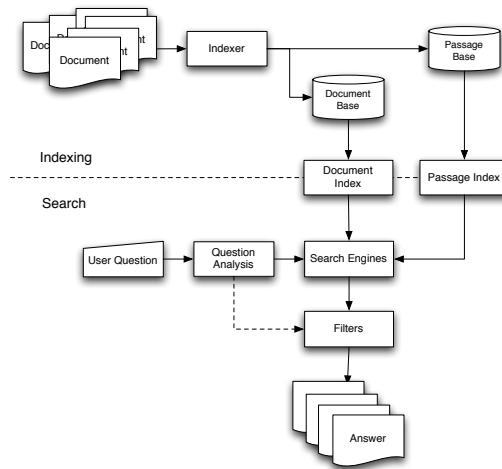 Document
Indexer
Passage
Base
Document
Base
Indexing
Document
Index
Passage Index
Search
User Question
Question
Analysis
Search Engines
Filters
Answer